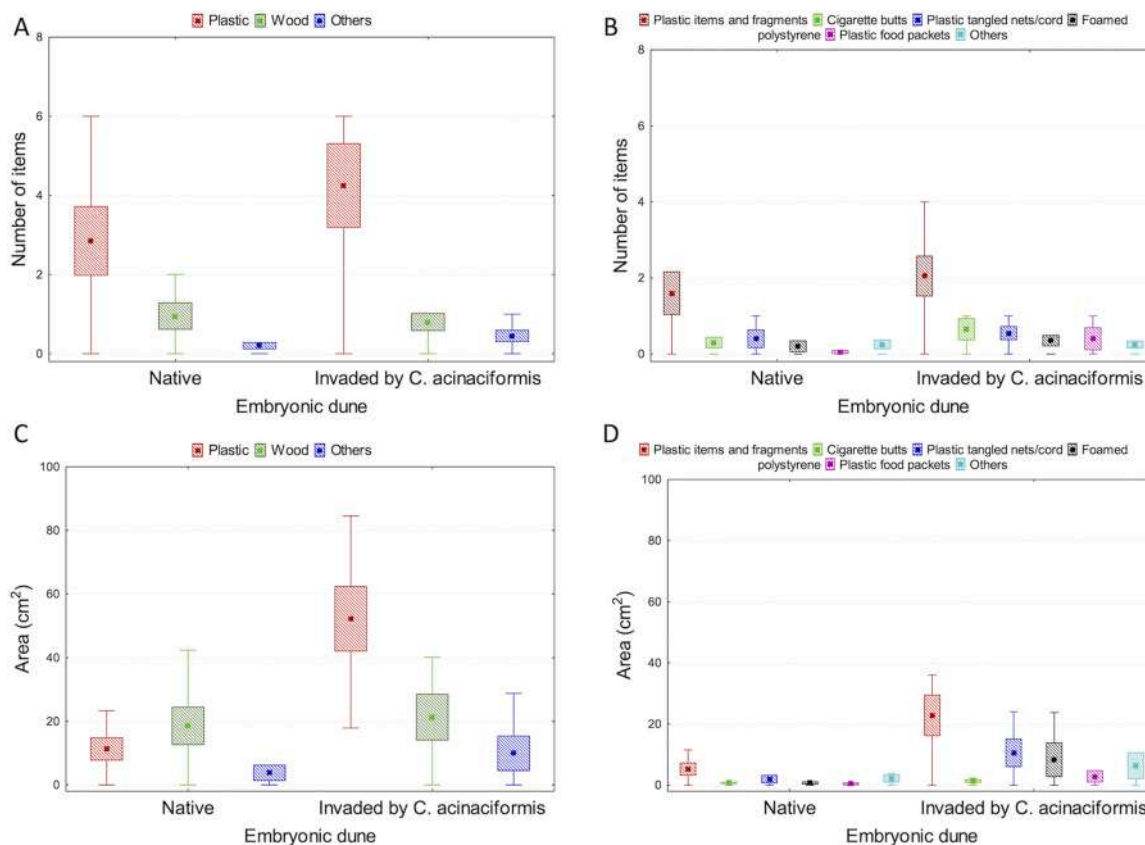 A
Plastic Wood Others
8
6
4
2
0
Number of items
Native
Invaded by C. acinaciformis
Embryonic dune
B
Plastic items and fragments Cigarette butts Plastic tangled nets/cord Foamed
polystyrene Plastic food packets Others
8
6
4
2
0
Number of items
Native
Invaded by C. acinaciformis
Embryonic dune
C
Plastic Wood Others
100
80
60
40
20
0
Area (cm²)
Native
Invaded by C. acinaciformis
Embryonic dune
D
Plastic items and fragments Cigarette butts Plastic tangled nets/cord Foamed
polystyrene Plastic food packets Others
100
80
60
40
20
0
Area (cm²)
Native
Invaded by C. acinaciformis
Embryonic dune